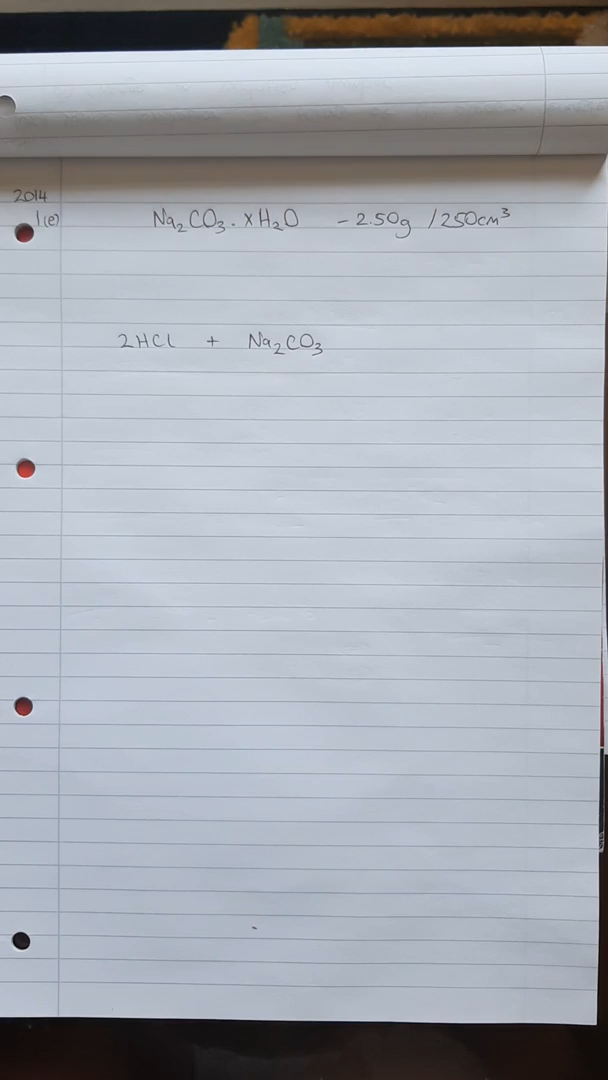 2014
1(e) Na₂CO₃.xH₂O - 2.50g /250cm³
2HCl + Na₂CO₃